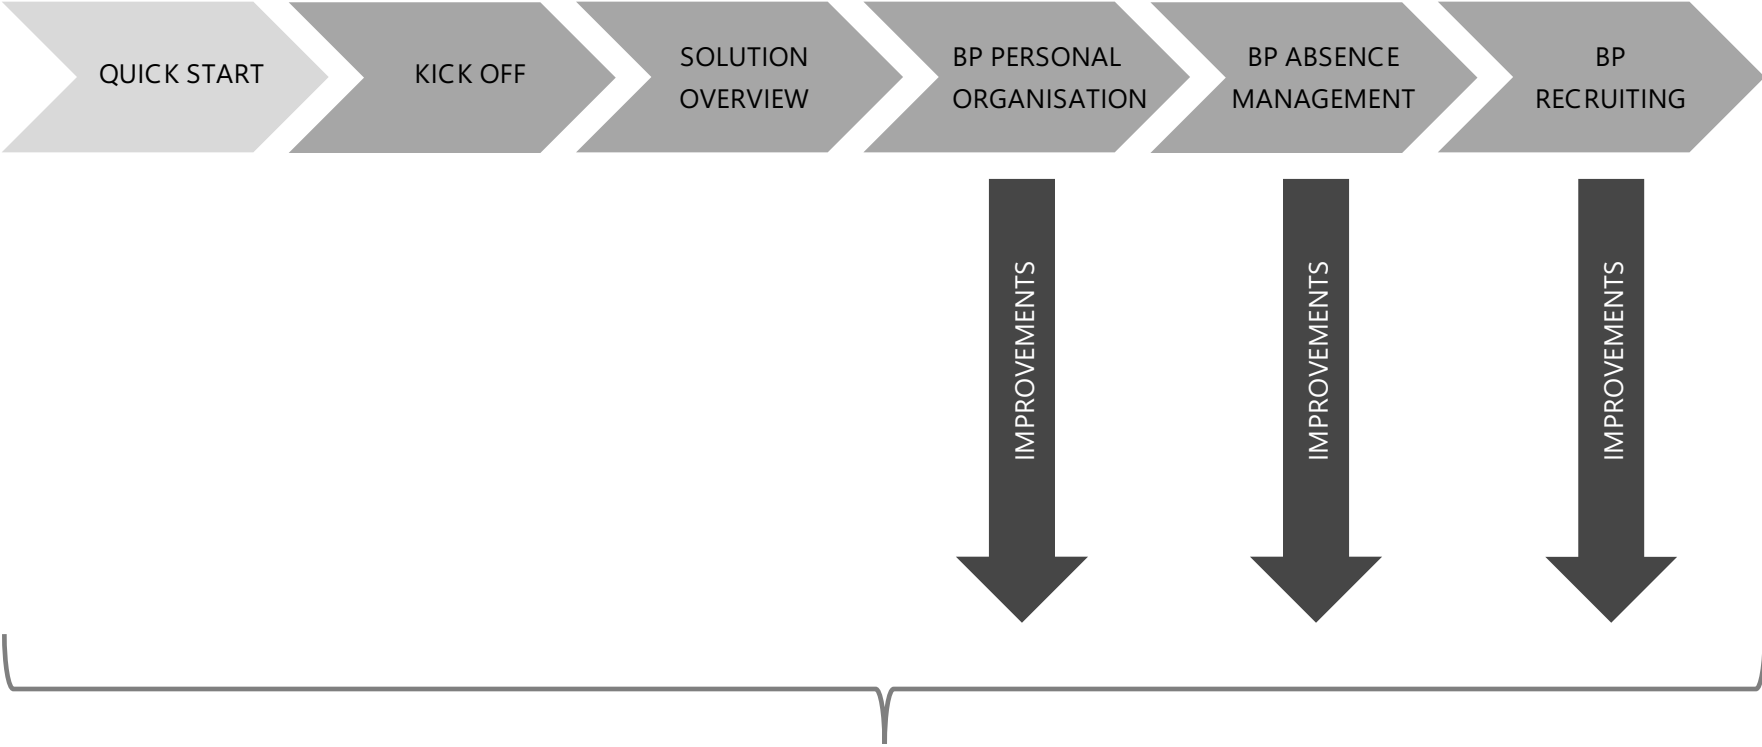 QUICK START
KICK OFF
SOLUTION
OVERVIEW
BP PERSONAL
ORGANISATION
BP ABSENCE
MANAGEMENT
BP
RECRUITING
IMPROVEMENTS
IMPROVEMENTS
IMPROVEMENTS